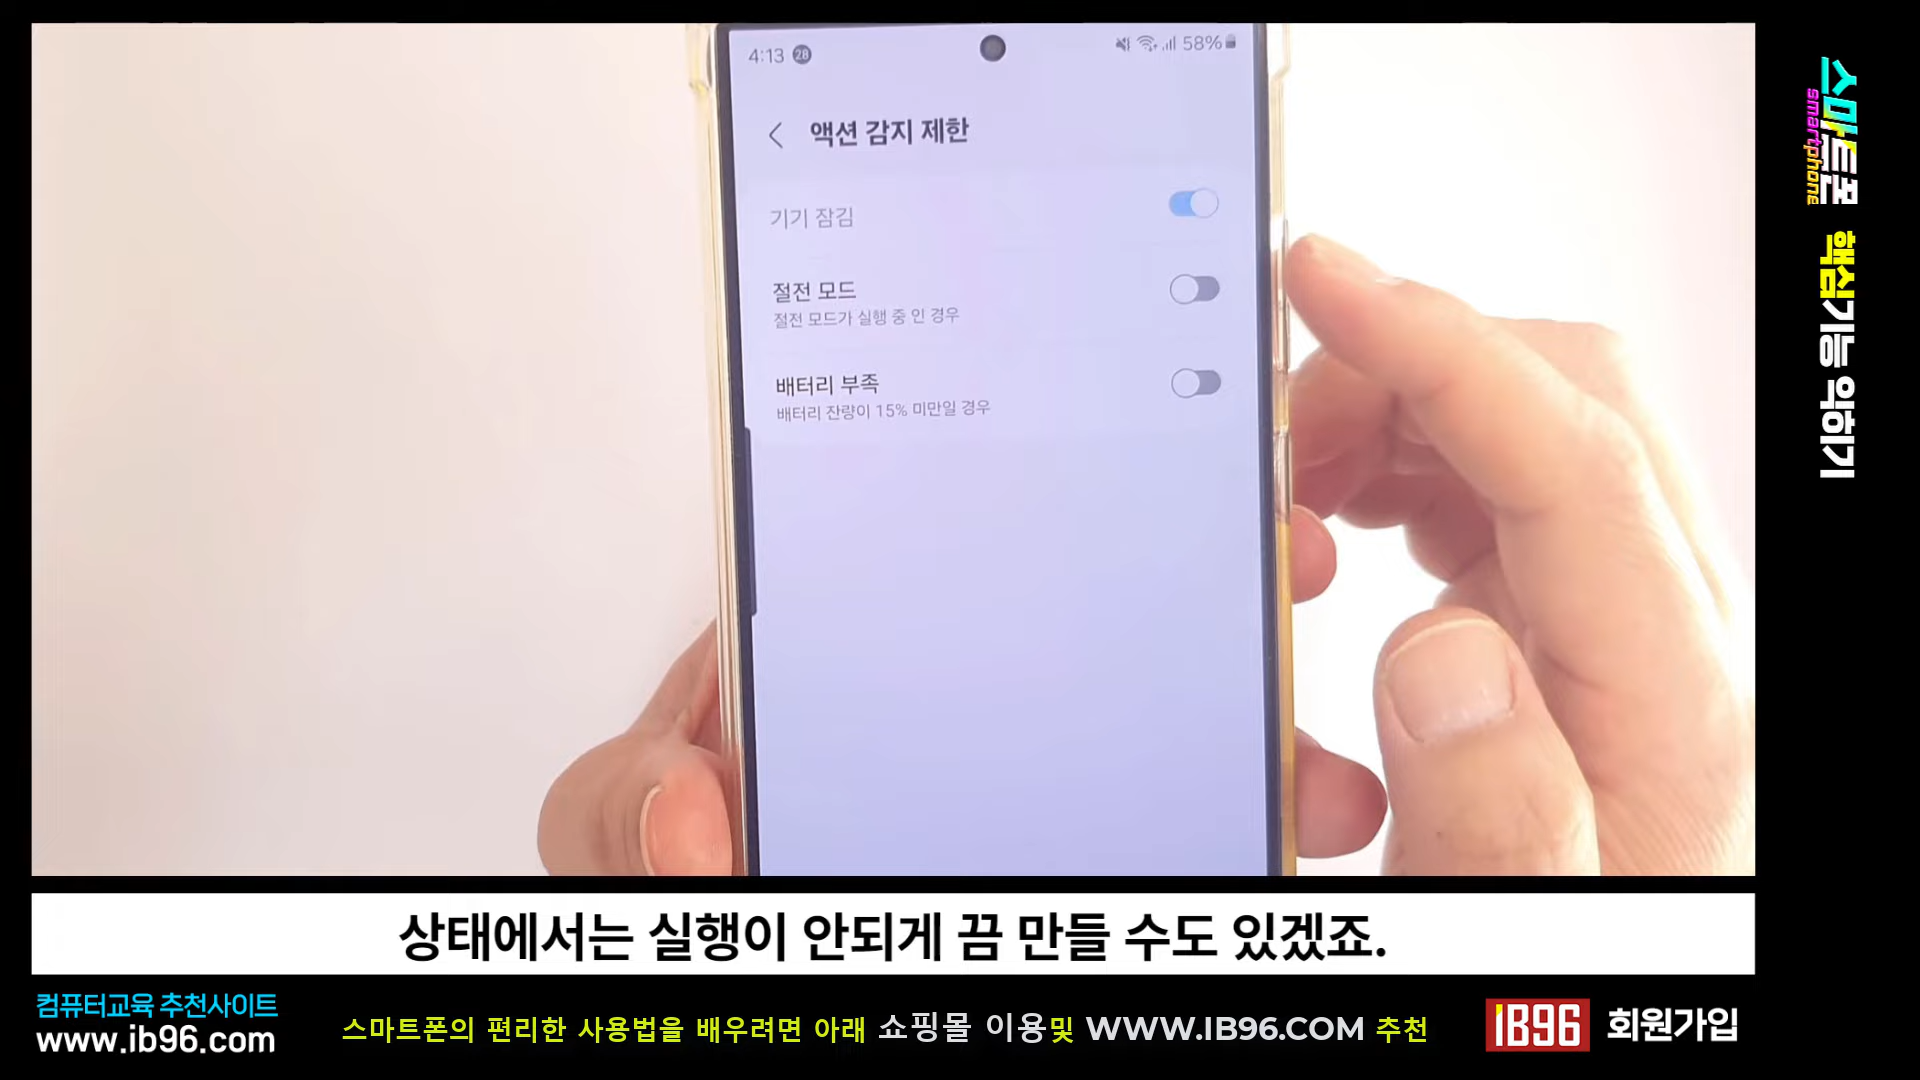 4:13 28 58%
액션 감지 제한
기기 잠김
절전 모드
절전 모드가 실행 중 인 경우
배터리 부족
배터리 잔량이 15% 미만일 경우
스마트폰
smartphone
핵심기능 익히기
상태에서는 실행이 안되게 끔 만들 수도 있겠죠.
컴퓨터교육 추천사이트
www.ib96.com
스마트폰의 편리한 사용법을 배우려면 아래 쇼핑몰 이용및 WWW.IB96.COM 추천
IB96 회원가입